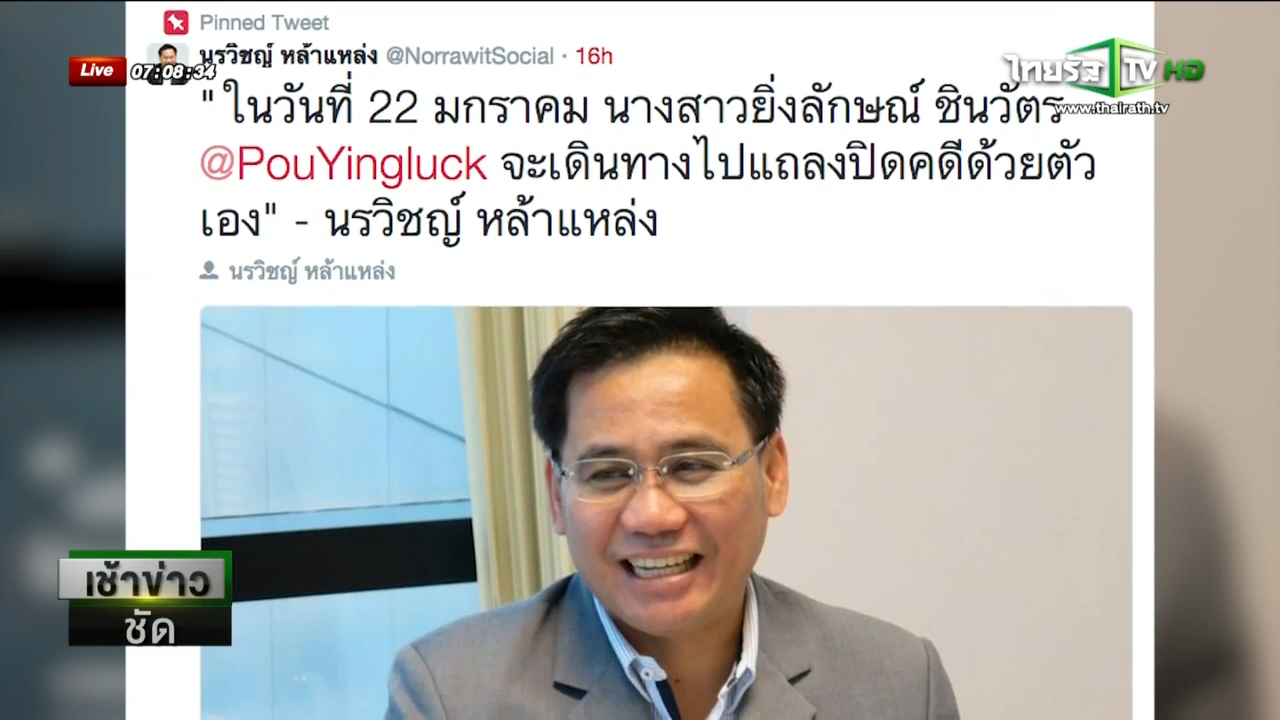 Pinned Tweet
นรวิชญ์ หล้าแหล่ง @NorrawitSocial · 16h
Live 07:08:34
ไทยรัฐ TV HD
www.thairath.tv
" ในวันที่ 22 มกราคม นางสาวยิ่งลักษณ์ ชินวัตร
@PouYingluck จะเดินทางไปแถลงปิดคดีด้วยตัว
เอง" - นรวิชญ์ หล้าแหล่ง
นรวิชญ์ หล้าแหล่ง
เช้าข่าว
ชัด